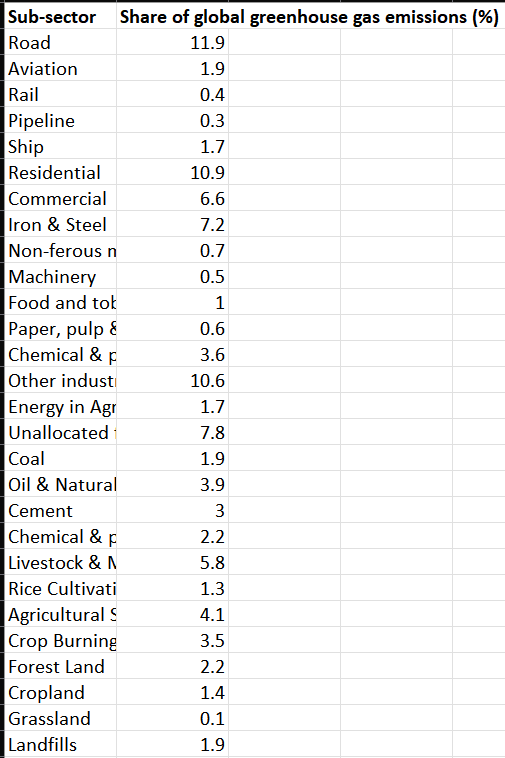 Sub-sector Share of global greenhouse gas emissions (%)
Road 11.9
Aviation 1.9
Rail 0.4
Pipeline 0.3
Ship 1.7
Residential 10.9
Commercial 6.6
Iron & Steel 7.2
Non-ferous m 0.7
Machinery 0.5
Food and tob 1
Paper, pulp & 0.6
Chemical & p 3.6
Other industr 10.6
Energy in Agr 1.7
Unallocated f 7.8
Coal 1.9
Oil & Natural 3.9
Cement 3
Chemical & p 2.2
Livestock & M 5.8
Rice Cultivati 1.3
Agricultural S 4.1
Crop Burning 3.5
Forest Land 2.2
Cropland 1.4
Grassland 0.1
Landfills 1.9